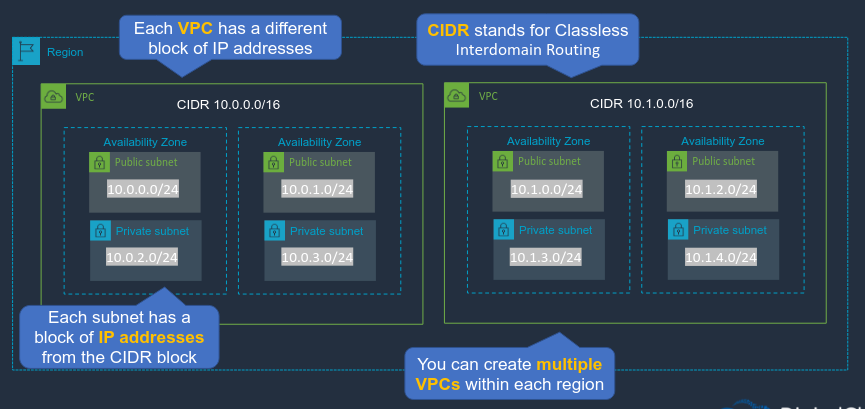 Each VPC has a different
block of IP addresses
CIDR stands for Classless
Interdomain Routing
Region
VPC
CIDR 10.0.0.0/16
Availability Zone
Public subnet
10.0.0.0/24
Private subnet
10.0.2.0/24
Availability Zone
Public subnet
10.0.1.0/24
Private subnet
10.0.3.0/24
VPC
CIDR 10.1.0.0/16
Availability Zone
Public subnet
10.1.0.0/24
Private subnet
10.1.3.0/24
Availability Zone
Public subnet
10.1.2.0/24
Private subnet
10.1.4.0/24
Each subnet has a
block of IP addresses
from the CIDR block
You can create multiple
VPCs within each region